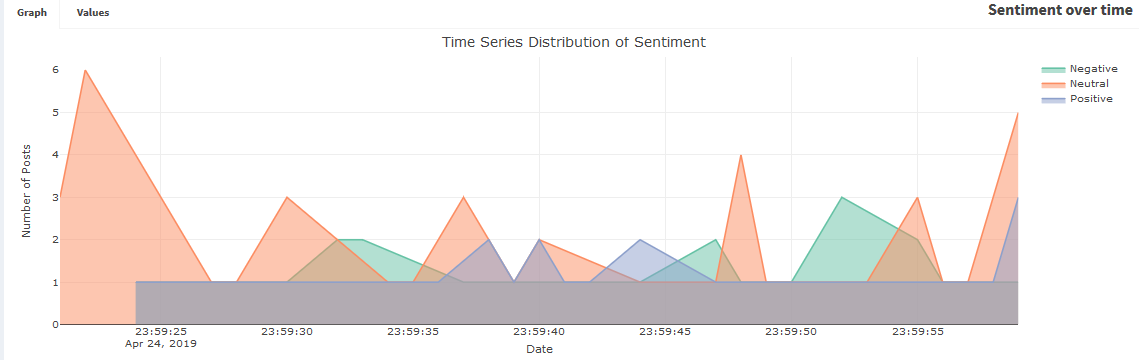 Graph Values Sentiment over time
Time Series Distribution of Sentiment
Negative
Neutral
Positive
Number of Posts
6
5
4
3
2
1
0
23:59:25 23:59:30 23:59:35 23:59:40 23:59:45 23:59:50 23:59:55
Apr 24, 2019
Date